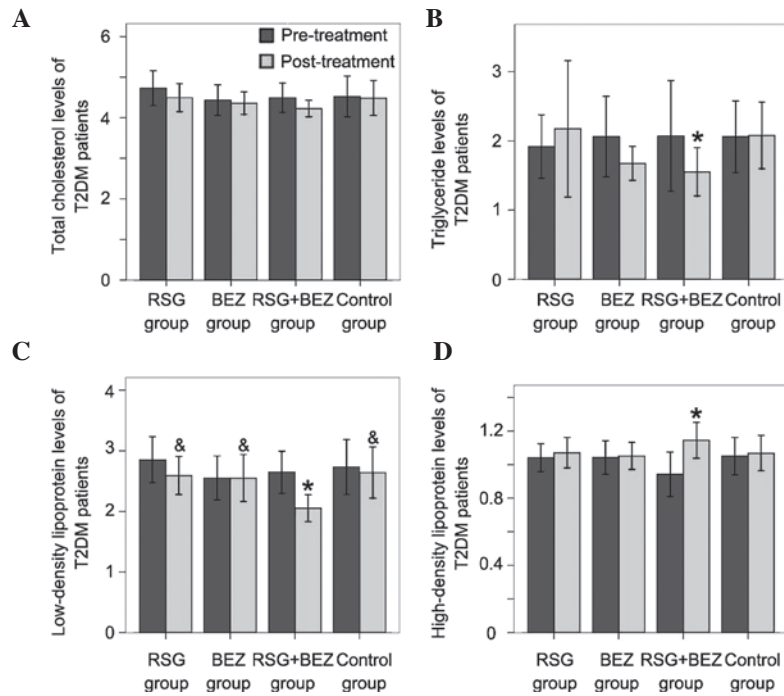 A
Total cholesterol levels of
T2DM patients
6
4
2
0
Pre-treatment
Post-treatment
RSG group
BEZ group
RSG+BEZ group
Control group
B
Triglyceride levels of
T2DM patients
3
2
1
0
*
RSG group
BEZ group
RSG+BEZ group
Control group
C
Low-density lipoprotein levels of
T2DM patients
4
3
2
1
0
&
&
*
&
RSG group
BEZ group
RSG+BEZ group
Control group
D
High-density lipoprotein levels of
T2DM patients
1.2
1.0
0.4
0
*
RSG group
BEZ group
RSG+BEZ group
Control group